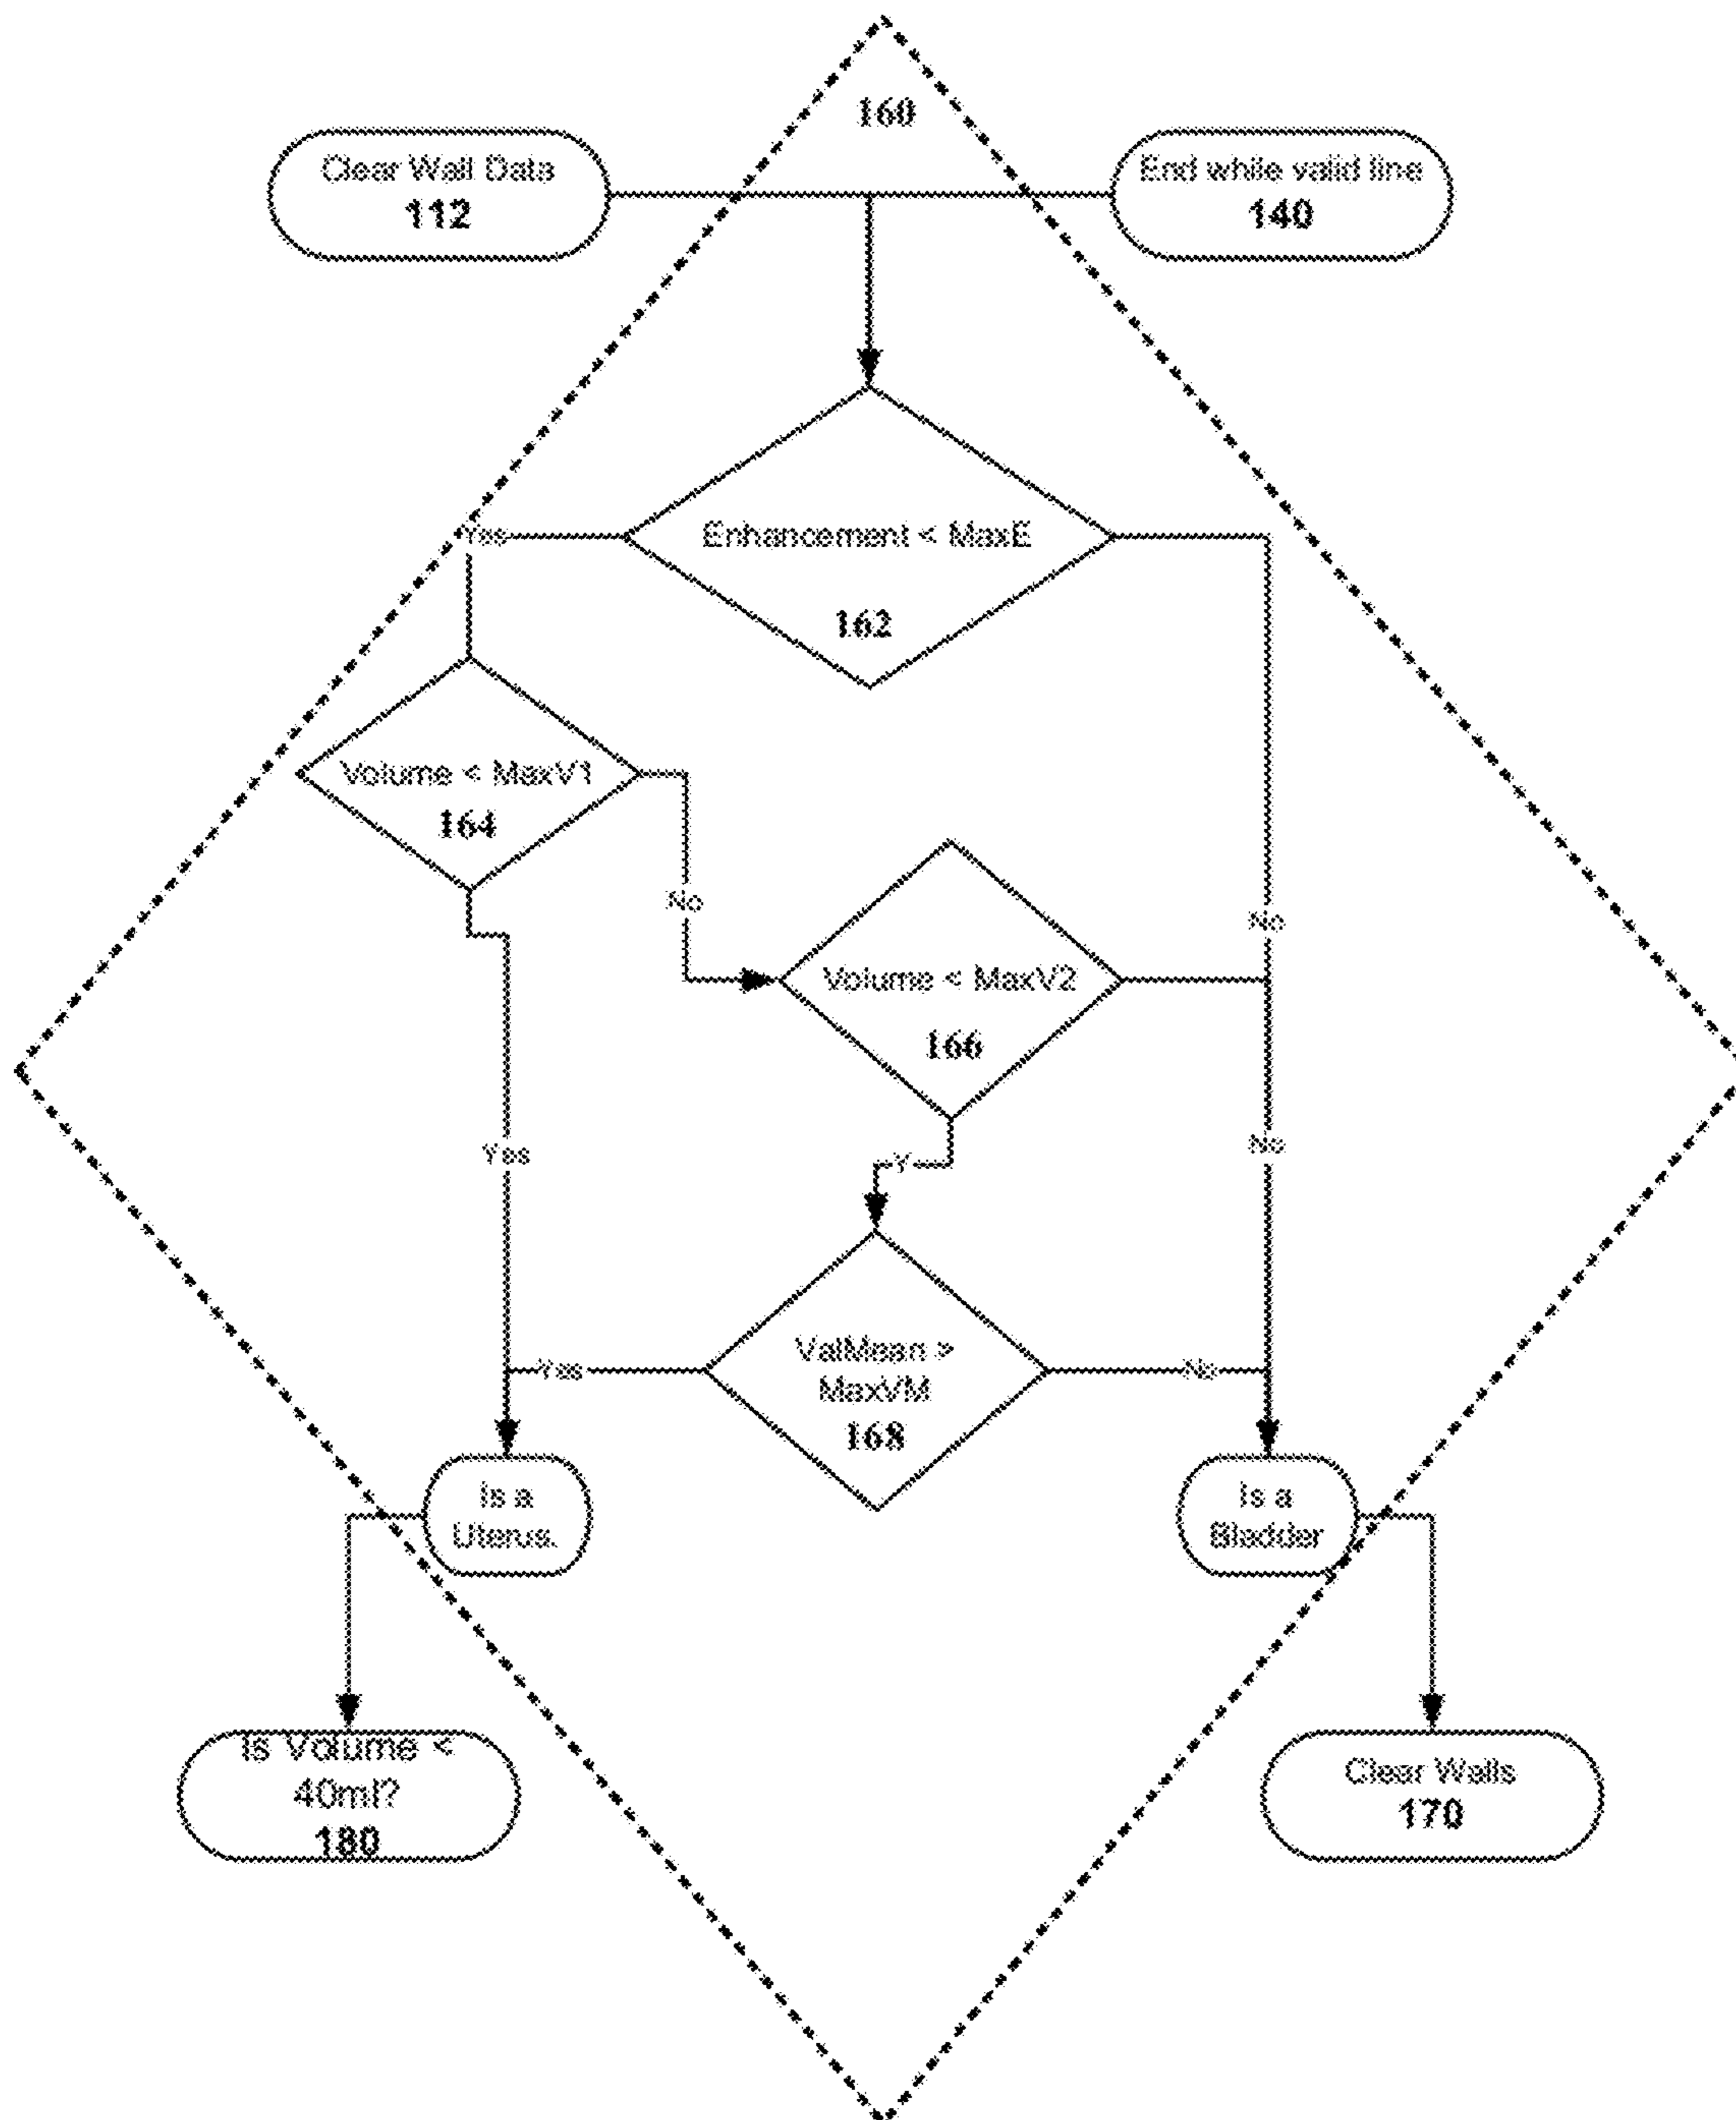 160
Clear Wall Data
112
End while valid line
140
Enhancement < MaxE
162
Yes
Volume < MaxV1
164
No
No
Volume < MaxV2
166
Yes
Y
No
ValMean >
MaxVM
168
Yes
No
Is a
Uterus.
Is a
Bladder
Is Volume <
40ml?
180
Clear Walls
170